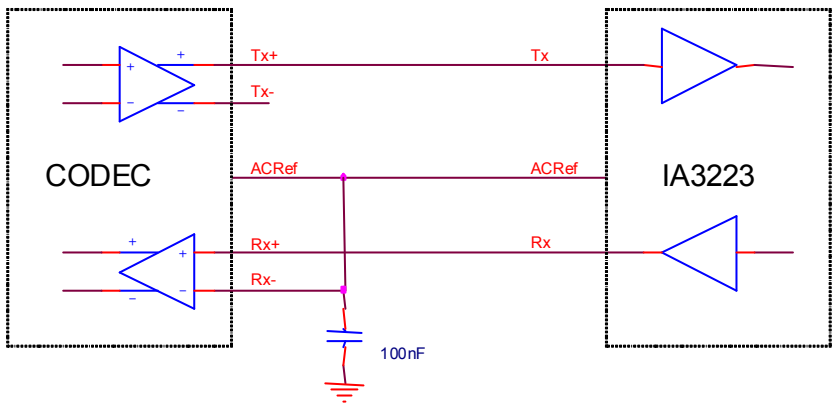 Tx+ Tx
+ +
Tx-
− −
CODEC ACRef ACRef IA3223
+ Rx+ Rx
+
Rx-
− −
100nF